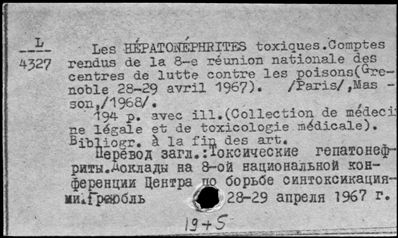 L
4327
Les HÉPATONÉPHRITES toxiques.Comptes
rendus de la 8-e réunion nationale des
centres de lutte contre les poisons(Gre-
noble 28-29 avril 1967). /Paris/,Mas-
son,/1968/.
194 p. avec ill.(Collection de médeci-
ne légale et de toxicologie médicale).
Bibliogr. à la fin des art.
Перевод загл.:Токсические гепатонеф-
риты.Доклады на 8-ой национальной кон-
ференции Центра по борьбе синтоксикация-
ми.Гренобль 28-29 апреля 1967 г.
19+5